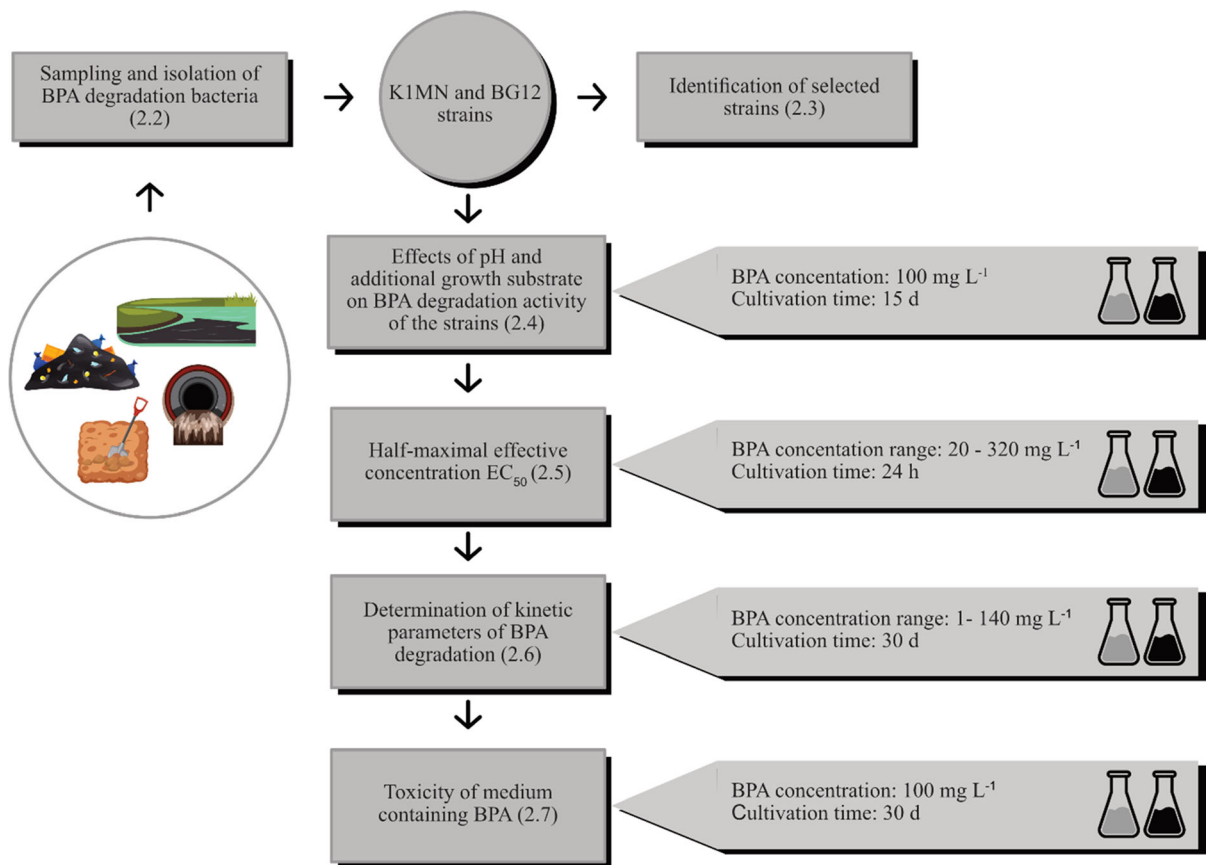 Sampling and isolation of
BPA degradation bacteria
(2.2)
K1MN and BG12
strains
Identification of selected
strains (2.3)
Effects of pH and
additional growth substrate
on BPA degradation activity
of the strains (2.4)
BPA concentation: 100 mg L⁻¹
Cultivation time: 15 d
Half-maximal effective
concentration EC₅₀ (2.5)
BPA concentation range: 20 - 320 mg L⁻¹
Cultivation time: 24 h
Determination of kinetic
parameters of BPA
degradation (2.6)
BPA concentration range: 1- 140 mg L⁻¹
Cultivation time: 30 d
Toxicity of medium
containing BPA (2.7)
BPA concentration: 100 mg L⁻¹
Cultivation time: 30 d